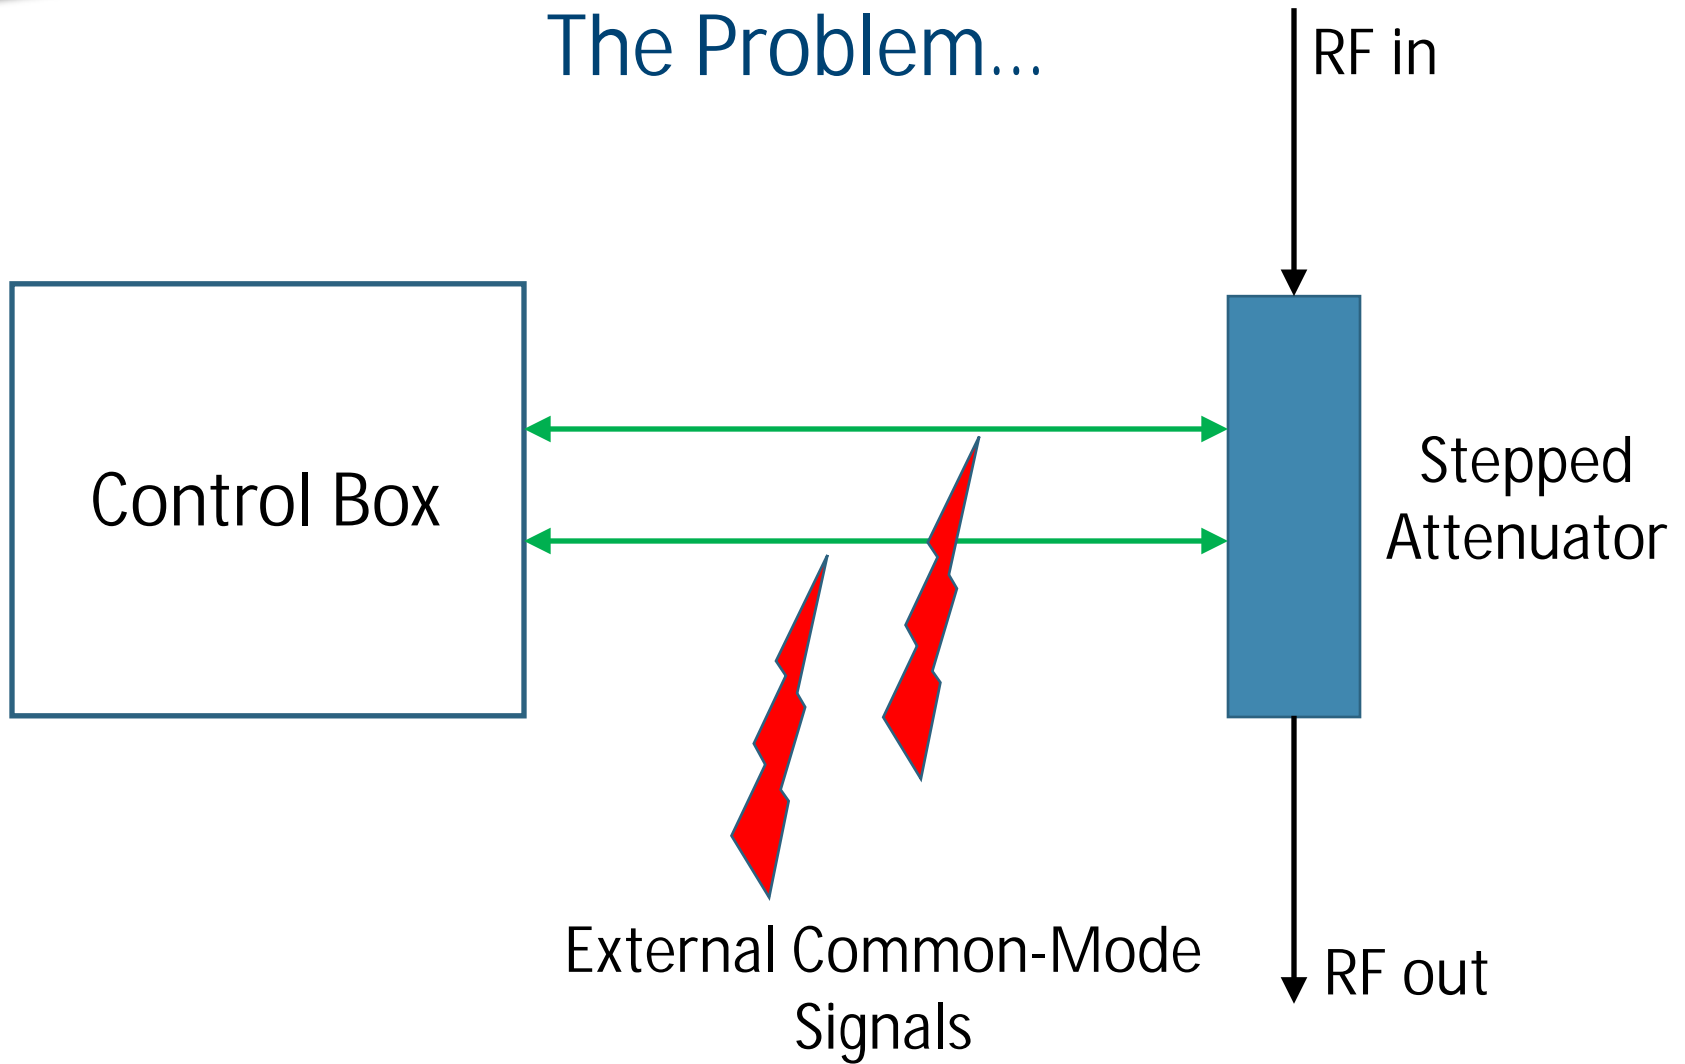 The Problem...
RF in
Control Box
Stepped
Attenuator
External Common-Mode
Signals
RF out